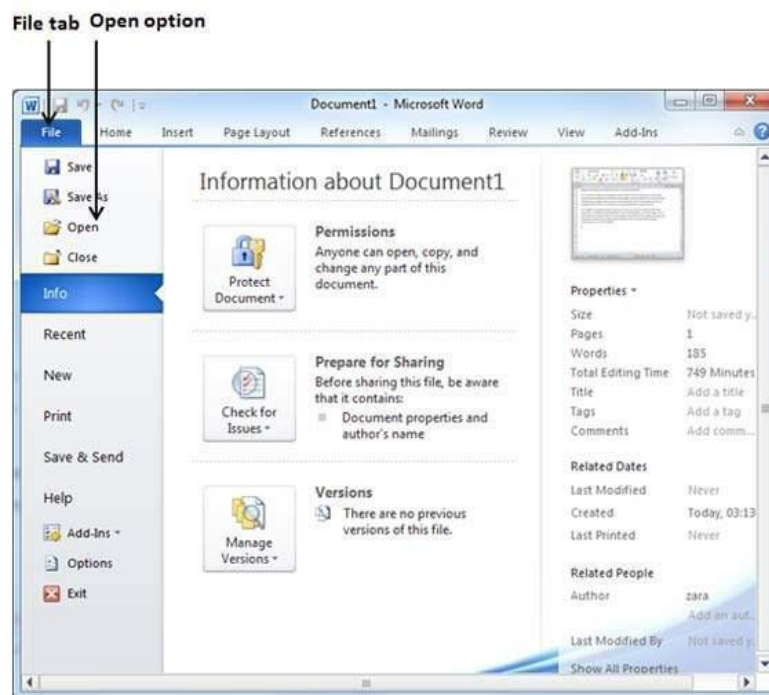 File tab Open option
Document1 - Microsoft Word
File Home Insert Page Layout References Mailings Review View Add-Ins
Save
Save As
Open
Close
Info
Recent
New
Print
Save & Send
Help
Add-Ins
Options
Exit
Information about Document1
Protect
Document
Permissions
Anyone can open, copy, and
change any part of this
document.
Check for
Issues
Prepare for Sharing
Before sharing this file, be aware
that it contains:
Document properties and
author's name
Manage
Versions
Versions
There are no previous
versions of this file.
Properties
Size Not saved y...
Pages 1
Words 185
Total Editing Time 749 Minutes
Title Add a title
Tags Add a tag
Comments Add comm...
Related Dates
Last Modified Never
Created Today, 03:13
Last Printed Never
Related People
Author zara
Add an aut...
Last Modified By Not saved y...
Show All Properties